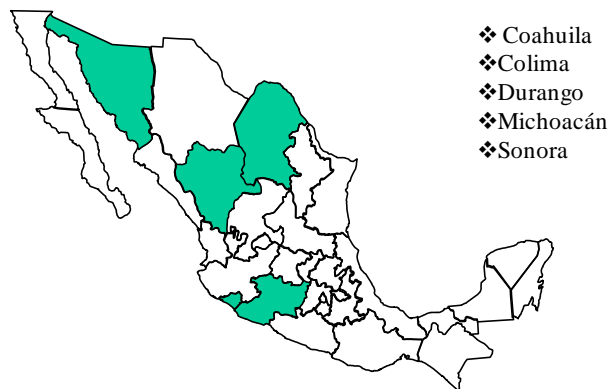 ❖ Coahuila
❖Colima
❖Durango
❖Michoacán
❖Sonora